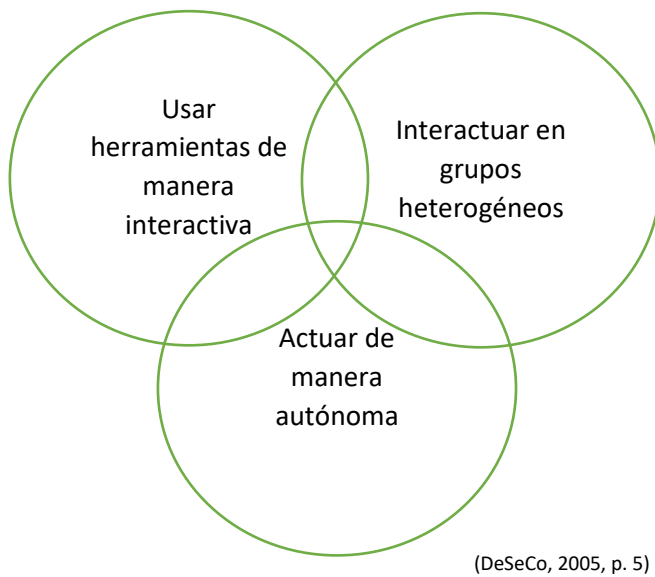 Usar
herramientas de
manera
interactiva
Interactuar en
grupos
heterogéneos
Actuar de
manera
autónoma
(DeSeCo, 2005, p. 5)